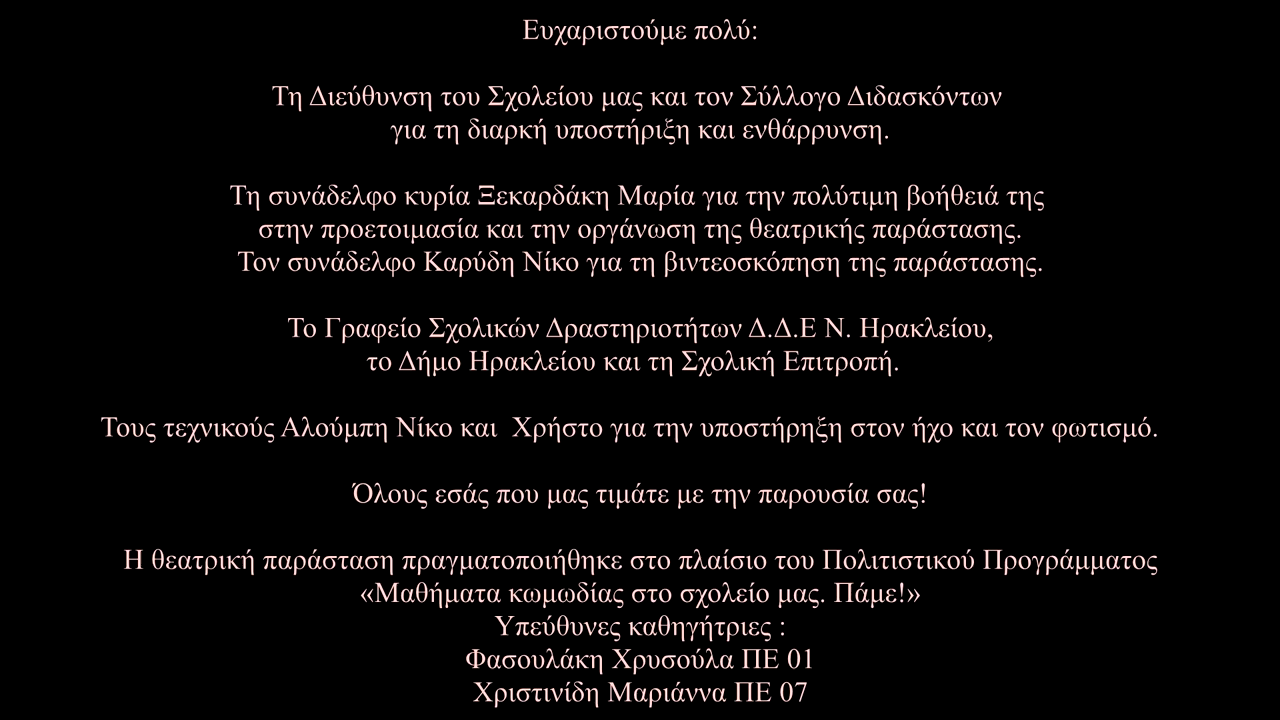 Ευχαριστούμε πολύ:
Τη Διεύθυνση του Σχολείου μας και τον Σύλλογο Διδασκόντων
για τη διαρκή υποστήριξη και ενθάρρυνση.
Τη συνάδελφο κυρία Ξεκαρδάκη Μαρία για την πολύτιμη βοήθειά της
στην προετοιμασία και την οργάνωση της θεατρικής παράστασης.
Τον συνάδελφο Καρύδη Νίκο για τη βιντεοσκόπηση της παράστασης.
Το Γραφείο Σχολικών Δραστηριοτήτων Δ.Δ.Ε Ν. Ηρακλείου,
το Δήμο Ηρακλείου και τη Σχολική Επιτροπή.
Τους τεχνικούς Αλούμπη Νίκο και  Χρήστο για την υποστήρηξη στον ήχο και τον φωτισμό.
Όλους εσάς που μας τιμάτε με την παρουσία σας!
Η θεατρική παράσταση πραγματοποιήθηκε στο πλαίσιο του Πολιτιστικού Προγράμματος
«Μαθήματα κωμωδίας στο σχολείο μας. Πάμε!»
Υπεύθυνες καθηγήτριες :
Φασουλάκη Χρυσούλα ΠΕ 01
Χριστινίδη Μαριάννα ΠΕ 07